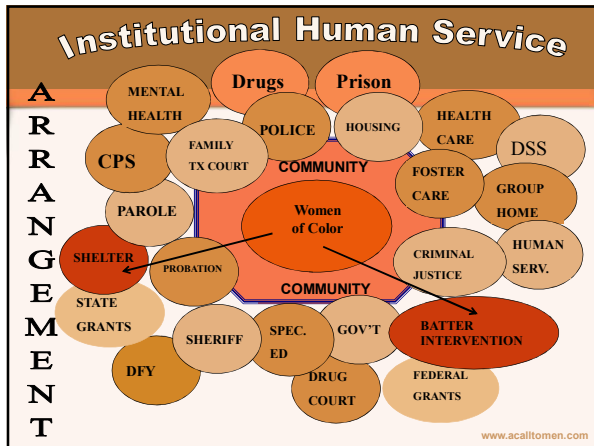 Institutional Human Service
ARRANGEMENT
Drugs
Prison
MENTAL
HEALTH
POLICE
HOUSING
HEALTH
CARE
FAMILY
TX COURT
DSS
CPS
COMMUNITY
FOSTER
CARE
GROUP
HOME
PAROLE
Women
of Color
SHELTER
PROBATION
CRIMINAL
JUSTICE
HUMAN
SERV.
COMMUNITY
STATE
GRANTS
SHERIFF
SPEC.
ED
GOV'T
BATTER
INTERVENTION
DFY
DRUG
COURT
FEDERAL
GRANTS
www.acalltomen.com